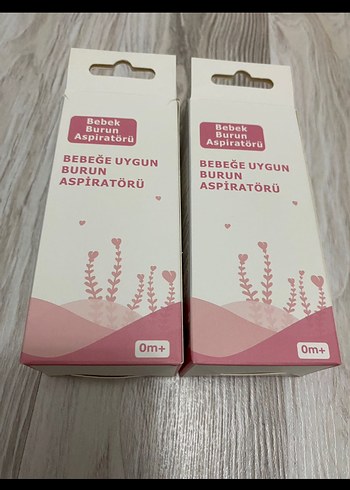 Bebek
Burun
Aspiratörü
BEBEĞE UYGUN
BURUN
ASPİRATÖRÜ
0m+
Bebek
Burun
Aspiratörü
BEBEĞE UYGUN
BURUN
ASPİRATÖRÜ
0m+